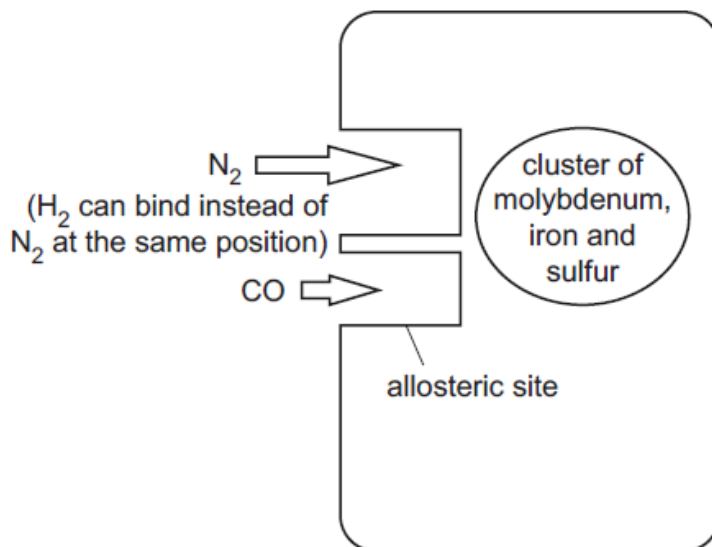 N₂
(H₂ can bind instead of
N₂ at the same position)
CO
cluster of
molybdenum,
iron and
sulfur
allosteric site